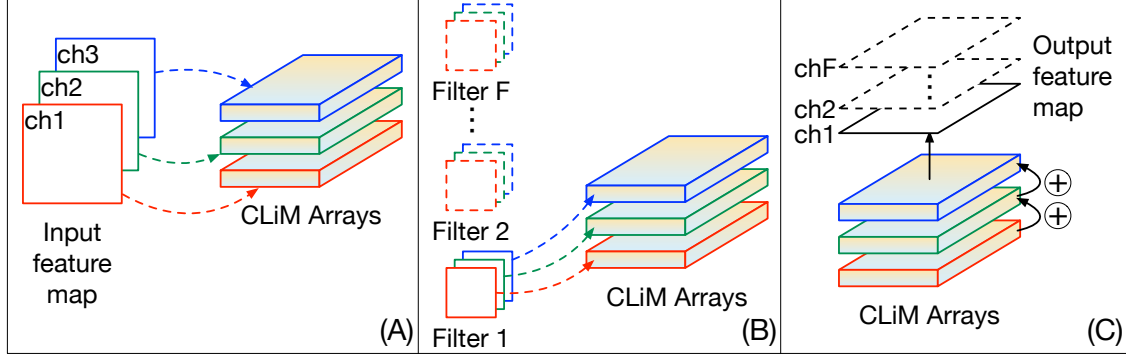 ch3
ch2
ch1
CLiM Arrays
Input
feature
map
(A)
Filter F
Filter 2
Filter 1
CLiM Arrays
(B)
chF
ch2
ch1
Output
feature
map
+
+
CLiM Arrays
(C)